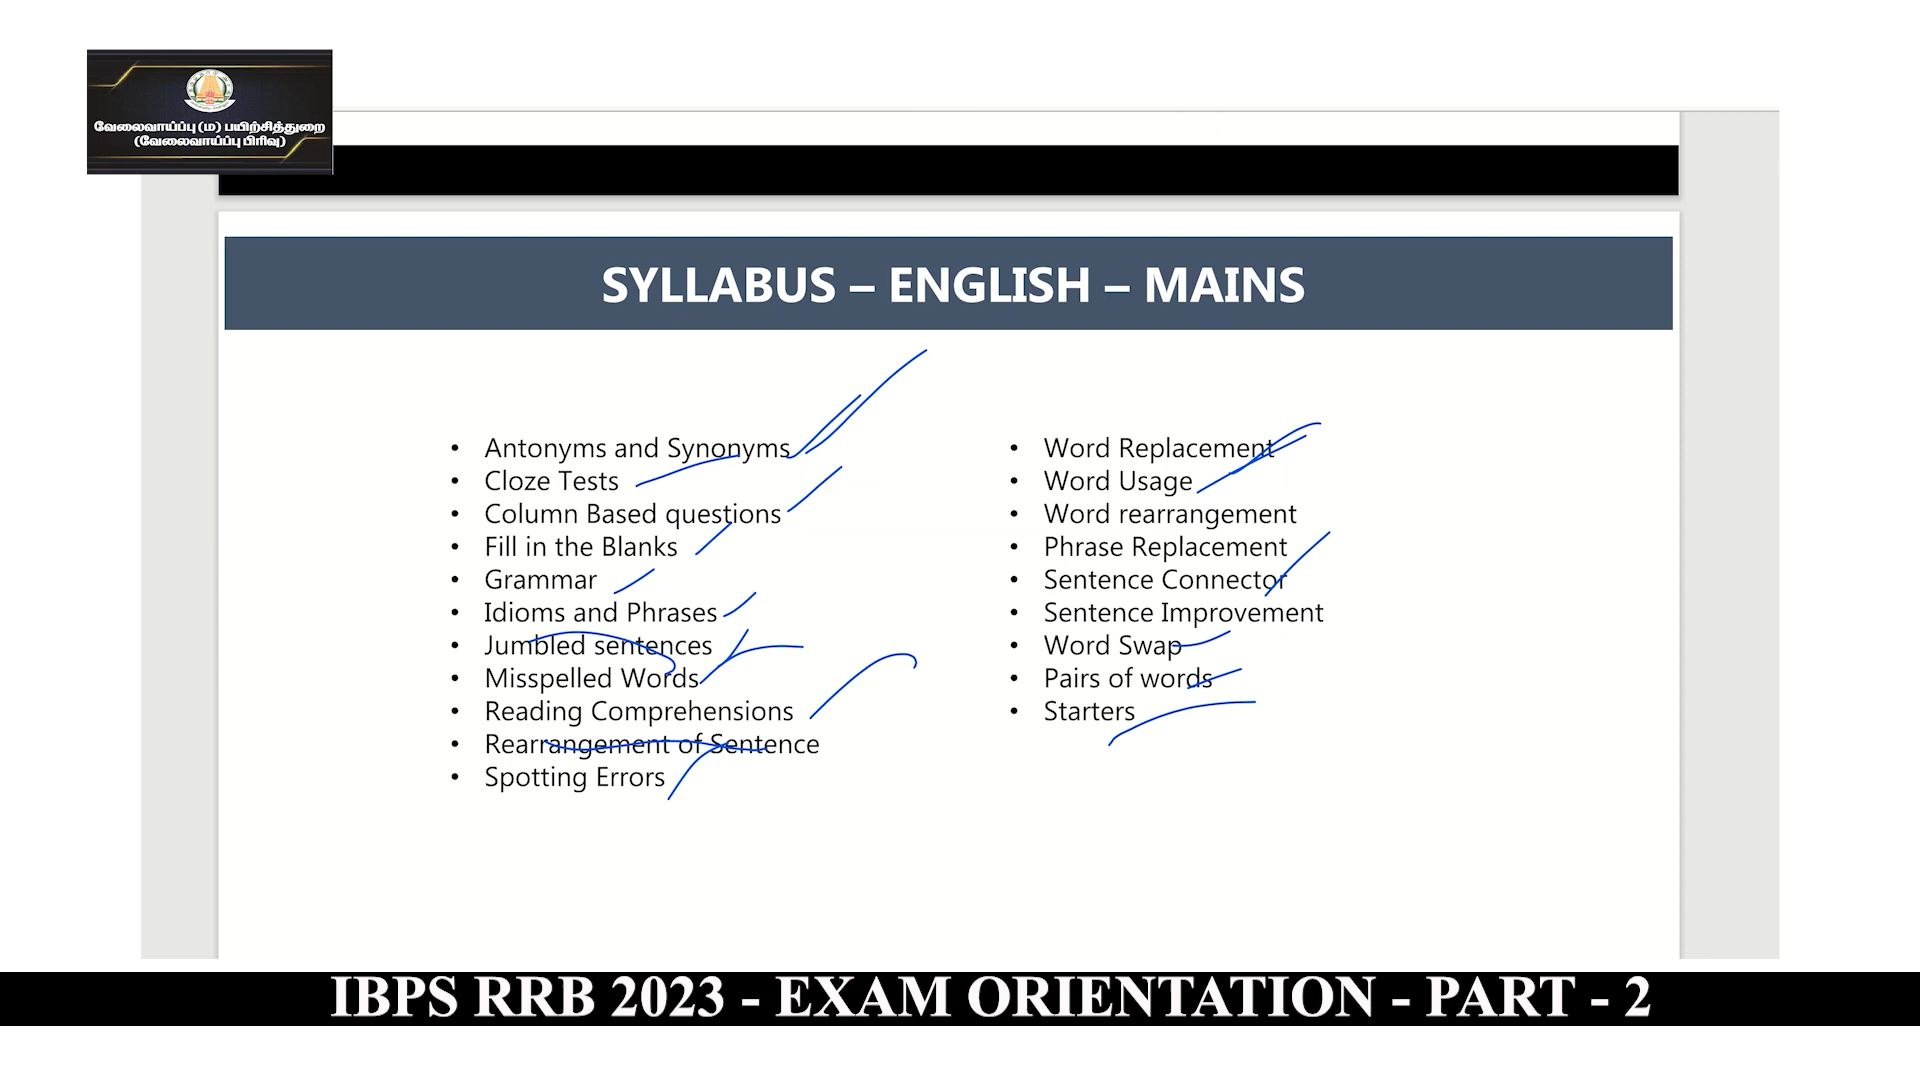 வேலைவாய்ப்பு (ம) பயிற்சித்துறை
(வேலைவாய்ப்பு பிரிவு)
SYLLABUS – ENGLISH – MAINS
• Antonyms and Synonyms
• Cloze Tests
• Column Based questions
• Fill in the Blanks
• Grammar
• Idioms and Phrases
• Jumbled sentences
• Misspelled Words
• Reading Comprehensions
• Rearrangement of Sentence
• Spotting Errors
• Word Replacement
• Word Usage
• Word rearrangement
• Phrase Replacement
• Sentence Connector
• Sentence Improvement
• Word Swap
• Pairs of words
• Starters
IBPS RRB 2023 - EXAM ORIENTATION - PART - 2